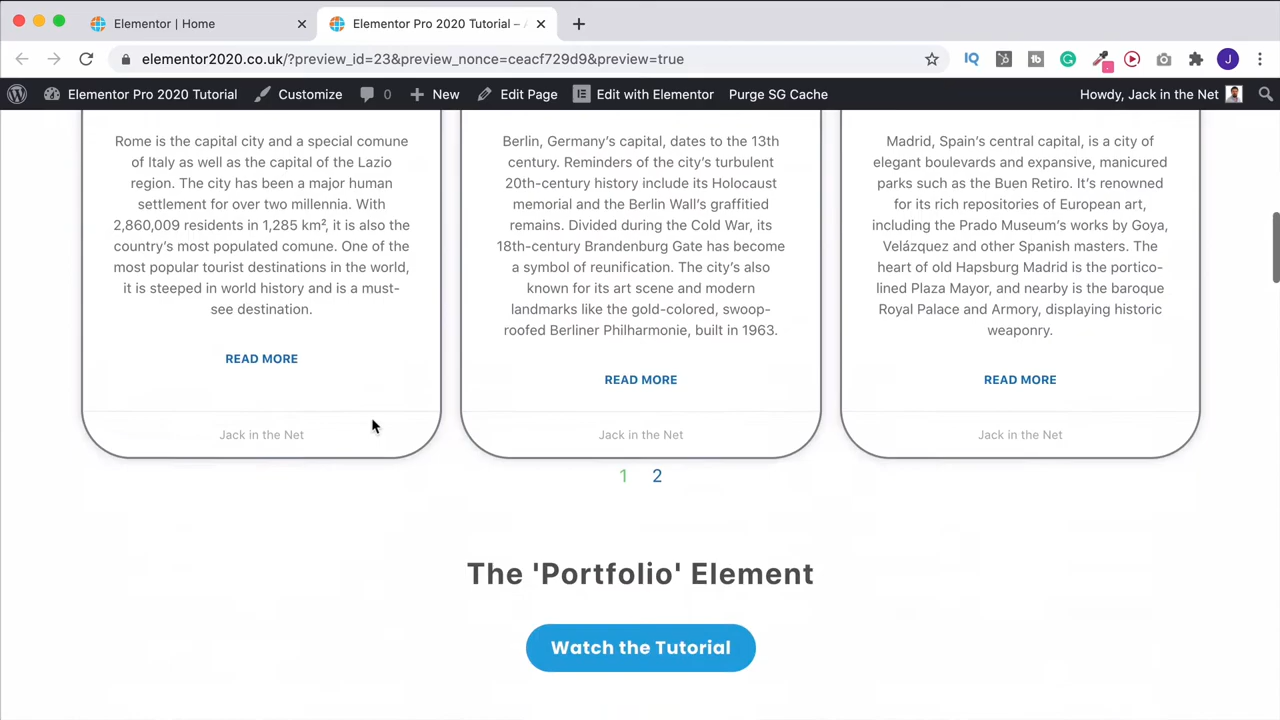 Elementor | Home
Elementor Pro 2020 Tutorial –
elementor2020.co.uk/?preview_id=23&preview_nonce=ceacf729d9&preview=true
IQ
tb
J
Elementor Pro 2020 Tutorial
Customize
0
New
Edit Page
Edit with Elementor
Purge SG Cache
Howdy, Jack in the Net
Rome is the capital city and a special comune
of Italy as well as the capital of the Lazio
region. The city has been a major human
settlement for over two millennia. With
2,860,009 residents in 1,285 km², it is also the
country's most populated comune. One of the
most popular tourist destinations in the world,
it is steeped in world history and is a must-
see destination.
READ MORE
Jack in the Net
Berlin, Germany's capital, dates to the 13th
century. Reminders of the city's turbulent
20th-century history include its Holocaust
memorial and the Berlin Wall's graffitied
remains. Divided during the Cold War, its
18th-century Brandenburg Gate has become
a symbol of reunification. The city's also
known for its art scene and modern
landmarks like the gold-colored, swoop-
roofed Berliner Philharmonie, built in 1963.
READ MORE
Jack in the Net
Madrid, Spain's central capital, is a city of
elegant boulevards and expansive, manicured
parks such as the Buen Retiro. It's renowned
for its rich repositories of European art,
including the Prado Museum's works by Goya,
Velázquez and other Spanish masters. The
heart of old Hapsburg Madrid is the portico-
lined Plaza Mayor, and nearby is the baroque
Royal Palace and Armory, displaying historic
weaponry.
READ MORE
Jack in the Net
1 2
The 'Portfolio' Element
Watch the Tutorial